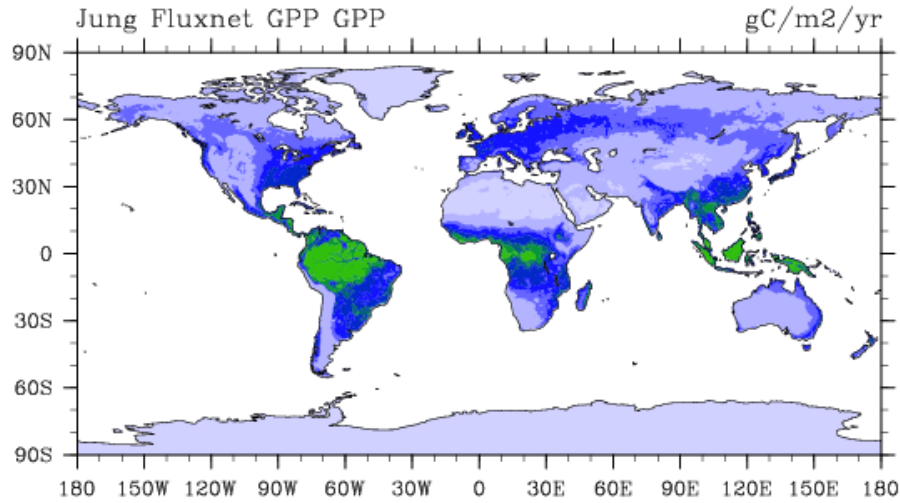 Jung Fluxnet GPP GPP gC/m2/yr
90N
60N
30N
0
30S
60S
90S
180 150W 120W 90W 60W 30W 0 30E 60E 90E 120E 150E 180